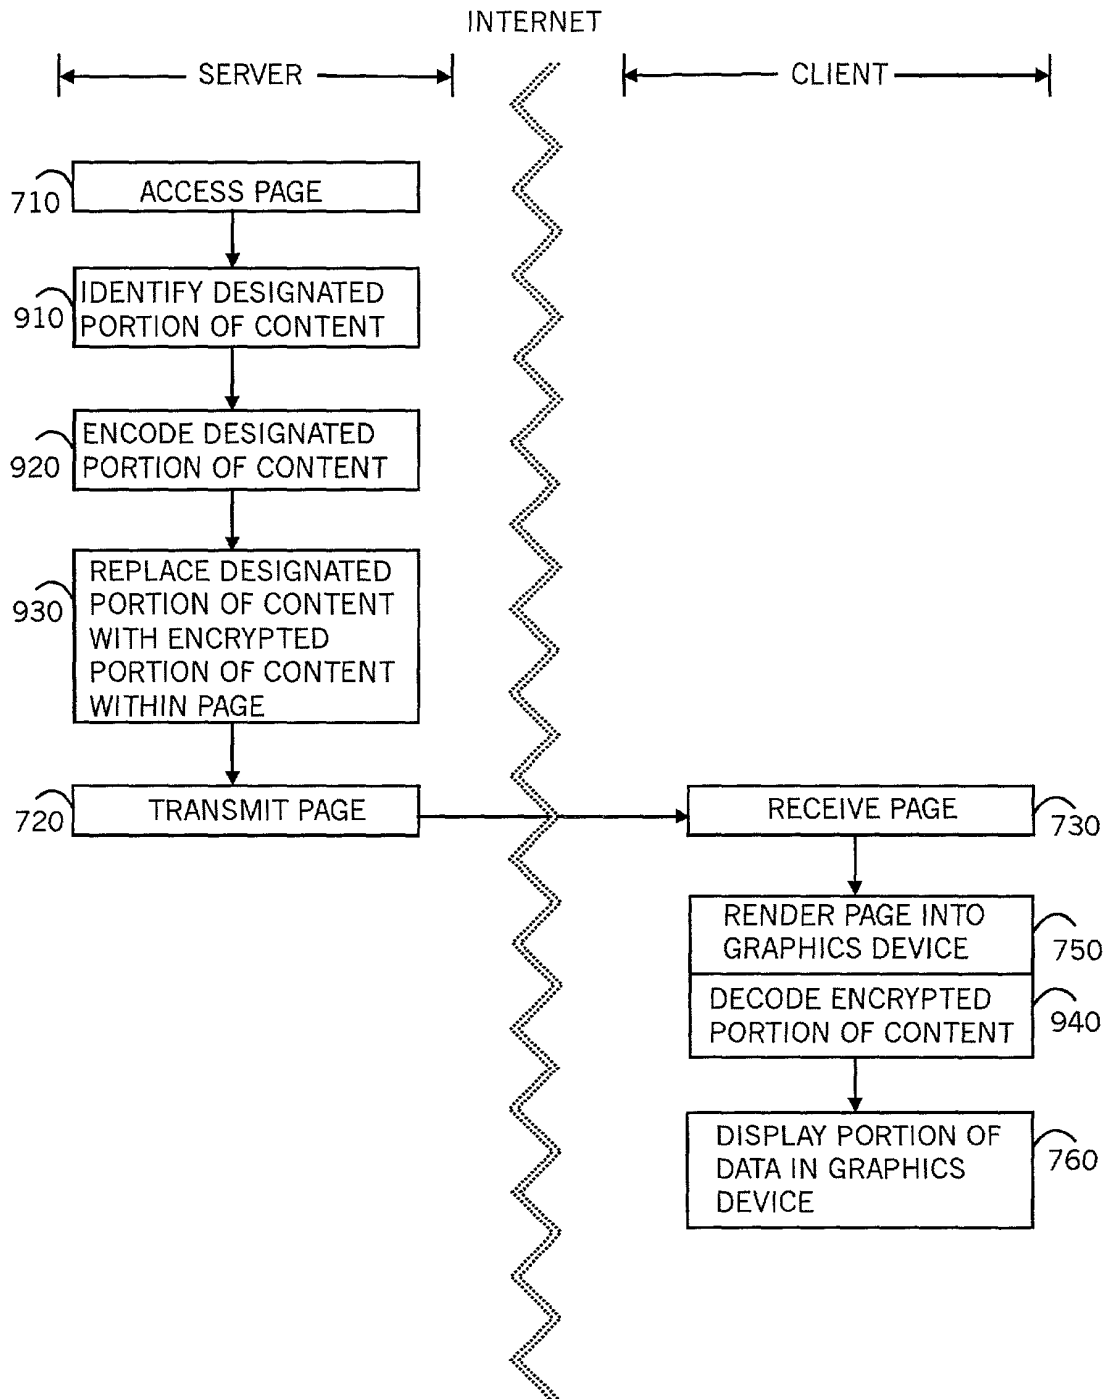 INTERNET
SERVER
CLIENT
710
ACCESS PAGE
910
IDENTIFY DESIGNATED
PORTION OF CONTENT
920
ENCODE DESIGNATED
PORTION OF CONTENT
930
REPLACE DESIGNATED
PORTION OF CONTENT
WITH ENCRYPTED
PORTION OF CONTENT
WITHIN PAGE
720
TRANSMIT PAGE
RECEIVE PAGE
730
RENDER PAGE INTO
GRAPHICS DEVICE
750
DECODE ENCRYPTED
PORTION OF CONTENT
940
DISPLAY PORTION OF
DATA IN GRAPHICS
DEVICE
760